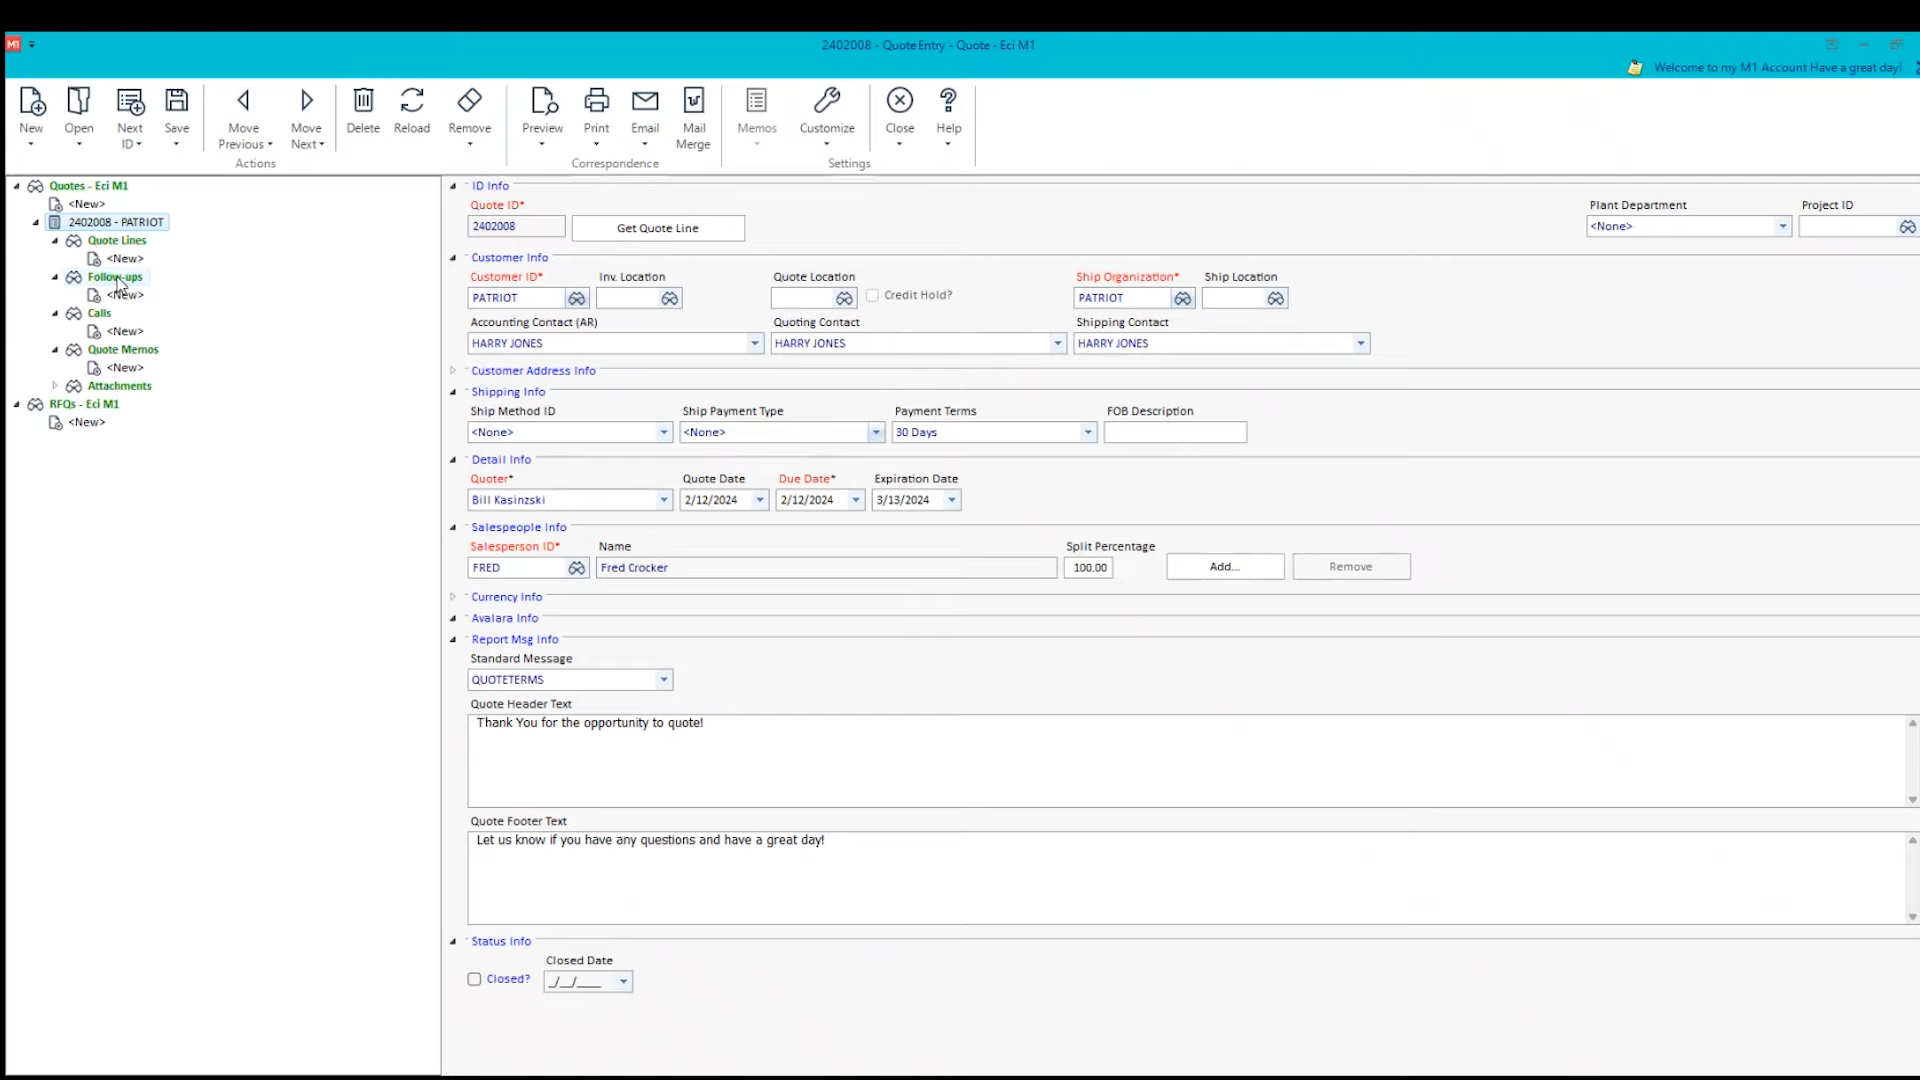 M1
2402008 - Quote Entry - Quote - Eci M1
Welcome to my M1 Account Have a great day!
New
Open
Next ID
Save
Move Previous
Move Next
Delete
Reload
Remove
Preview
Print
Email
Mail Merge
Memos
Customize
Close
Help
Actions
Correspondence
Settings
Quotes - Eci M1
<New>
2402008 - PATRIOT
Quote Lines
<New>
Follow-ups
<New>
Calls
<New>
Quote Memos
<New>
Attachments
RFQs - Eci M1
<New>
ID Info
Quote ID*
Plant Department
Project ID
2402008
Get Quote Line
<None>
Customer Info
Customer ID*
Inv. Location
Quote Location
Ship Organization*
Ship Location
PATRIOT
Credit Hold?
PATRIOT
Accounting Contact (AR)
Quoting Contact
Shipping Contact
HARRY JONES
HARRY JONES
HARRY JONES
Customer Address Info
Shipping Info
Ship Method ID
Ship Payment Type
Payment Terms
FOB Description
<None>
<None>
30 Days
Detail Info
Quoter*
Quote Date
Due Date*
Expiration Date
Bill Kasinzski
2/12/2024
2/12/2024
3/13/2024
Salespeople Info
Salesperson ID*
Name
Split Percentage
FRED
Fred Crocker
100.00
Add...
Remove
Currency Info
Avalara Info
Report Msg Info
Standard Message
QUOTETERMS
Quote Header Text
Thank You for the opportunity to quote!
Quote Footer Text
Let us know if you have any questions and have a great day!
Status Info
Closed Date
Closed?
_/__/____